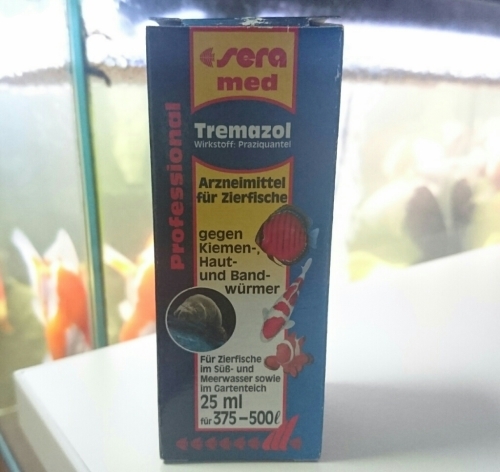 sera
med
Professional
Tremazol
Wirkstoff: Praziquantel
Arzneimittel
für Zierfische
gegen
Kiemen-,
Haut-
und Band-
würmer
Für Zierfische
im Süß- und
Meerwasser sowie
im Gartenteich
25 ml
für 375-500ℓ